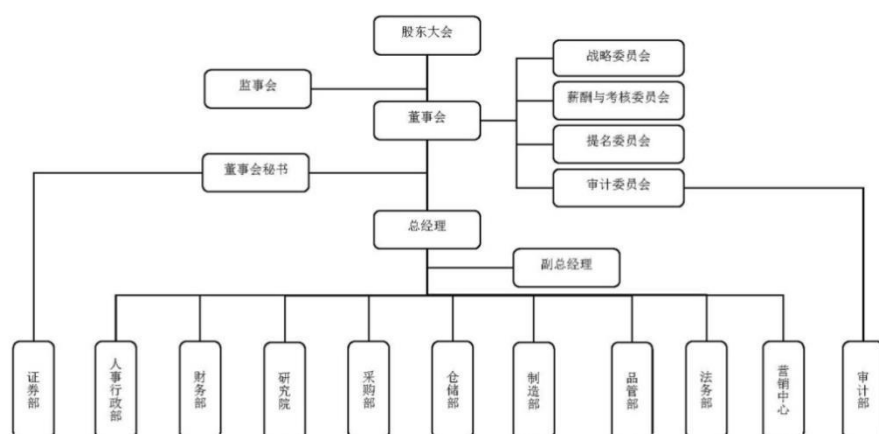 股东大会
战略委员会
监事会
薪酬与考核委员会
董事会
提名委员会
董事会秘书
审计委员会
总经理
副总经理
证券部
人事行政部
财务部
研究院
采购部
仓储部
制造部
品管部
法务部
营销中心
审计部